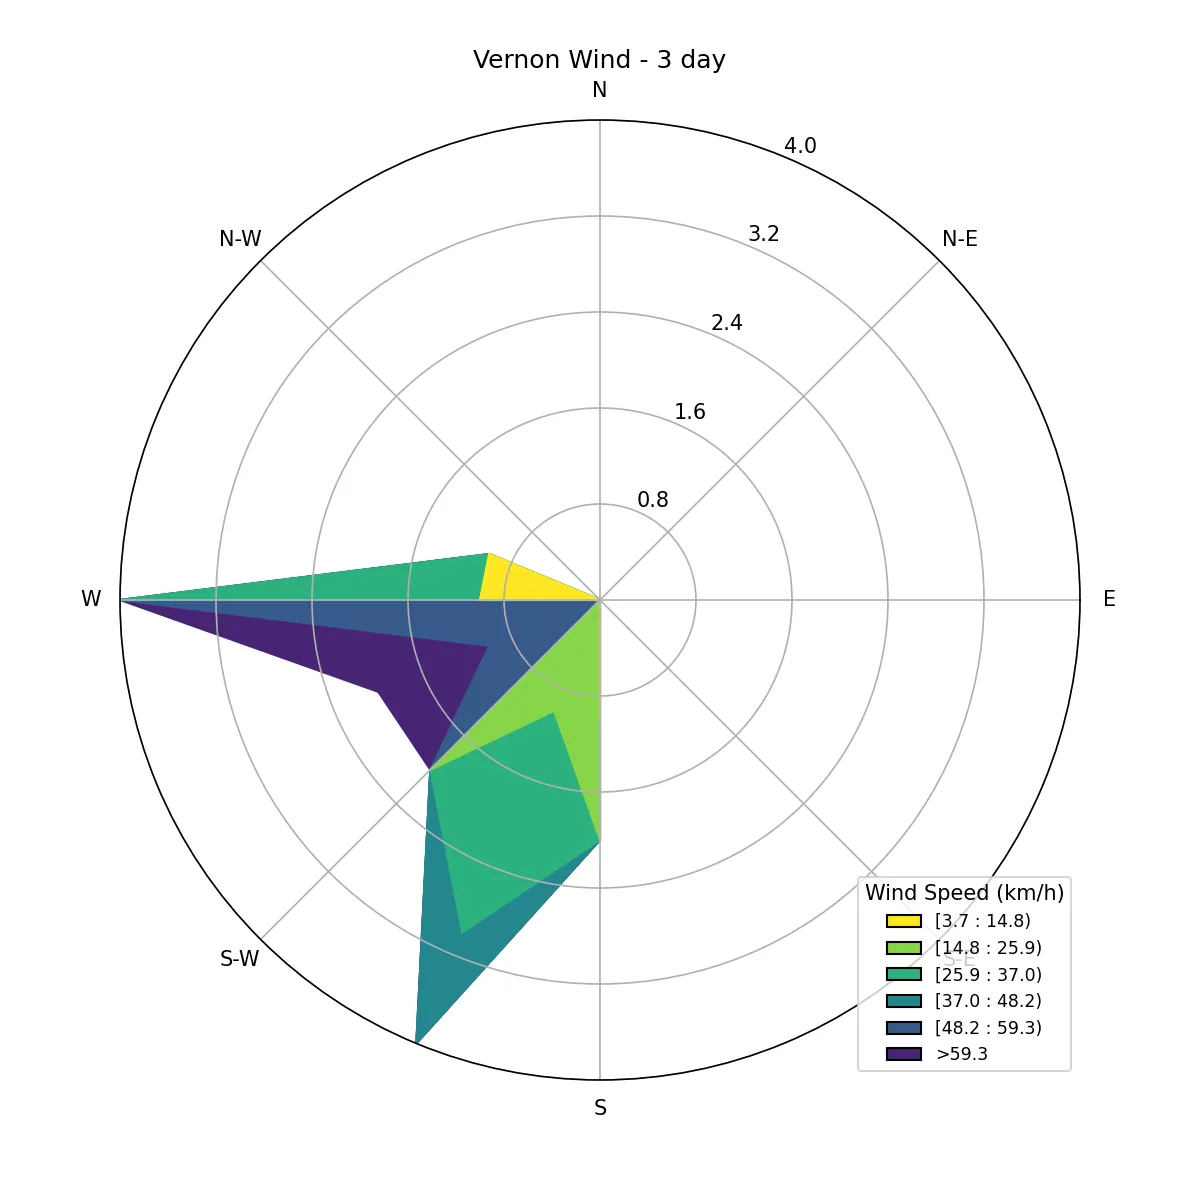 Vernon Wind - 3 day
N
4.0
N-W
3.2
N-E
2.4
1.6
0.8
W
E
Wind Speed (km/h)
[3.7 : 14.8)
[14.8 : 25.9)
S-W
S-E
[25.9 : 37.0)
[37.0 : 48.2)
[48.2 : 59.3)
>59.3
S